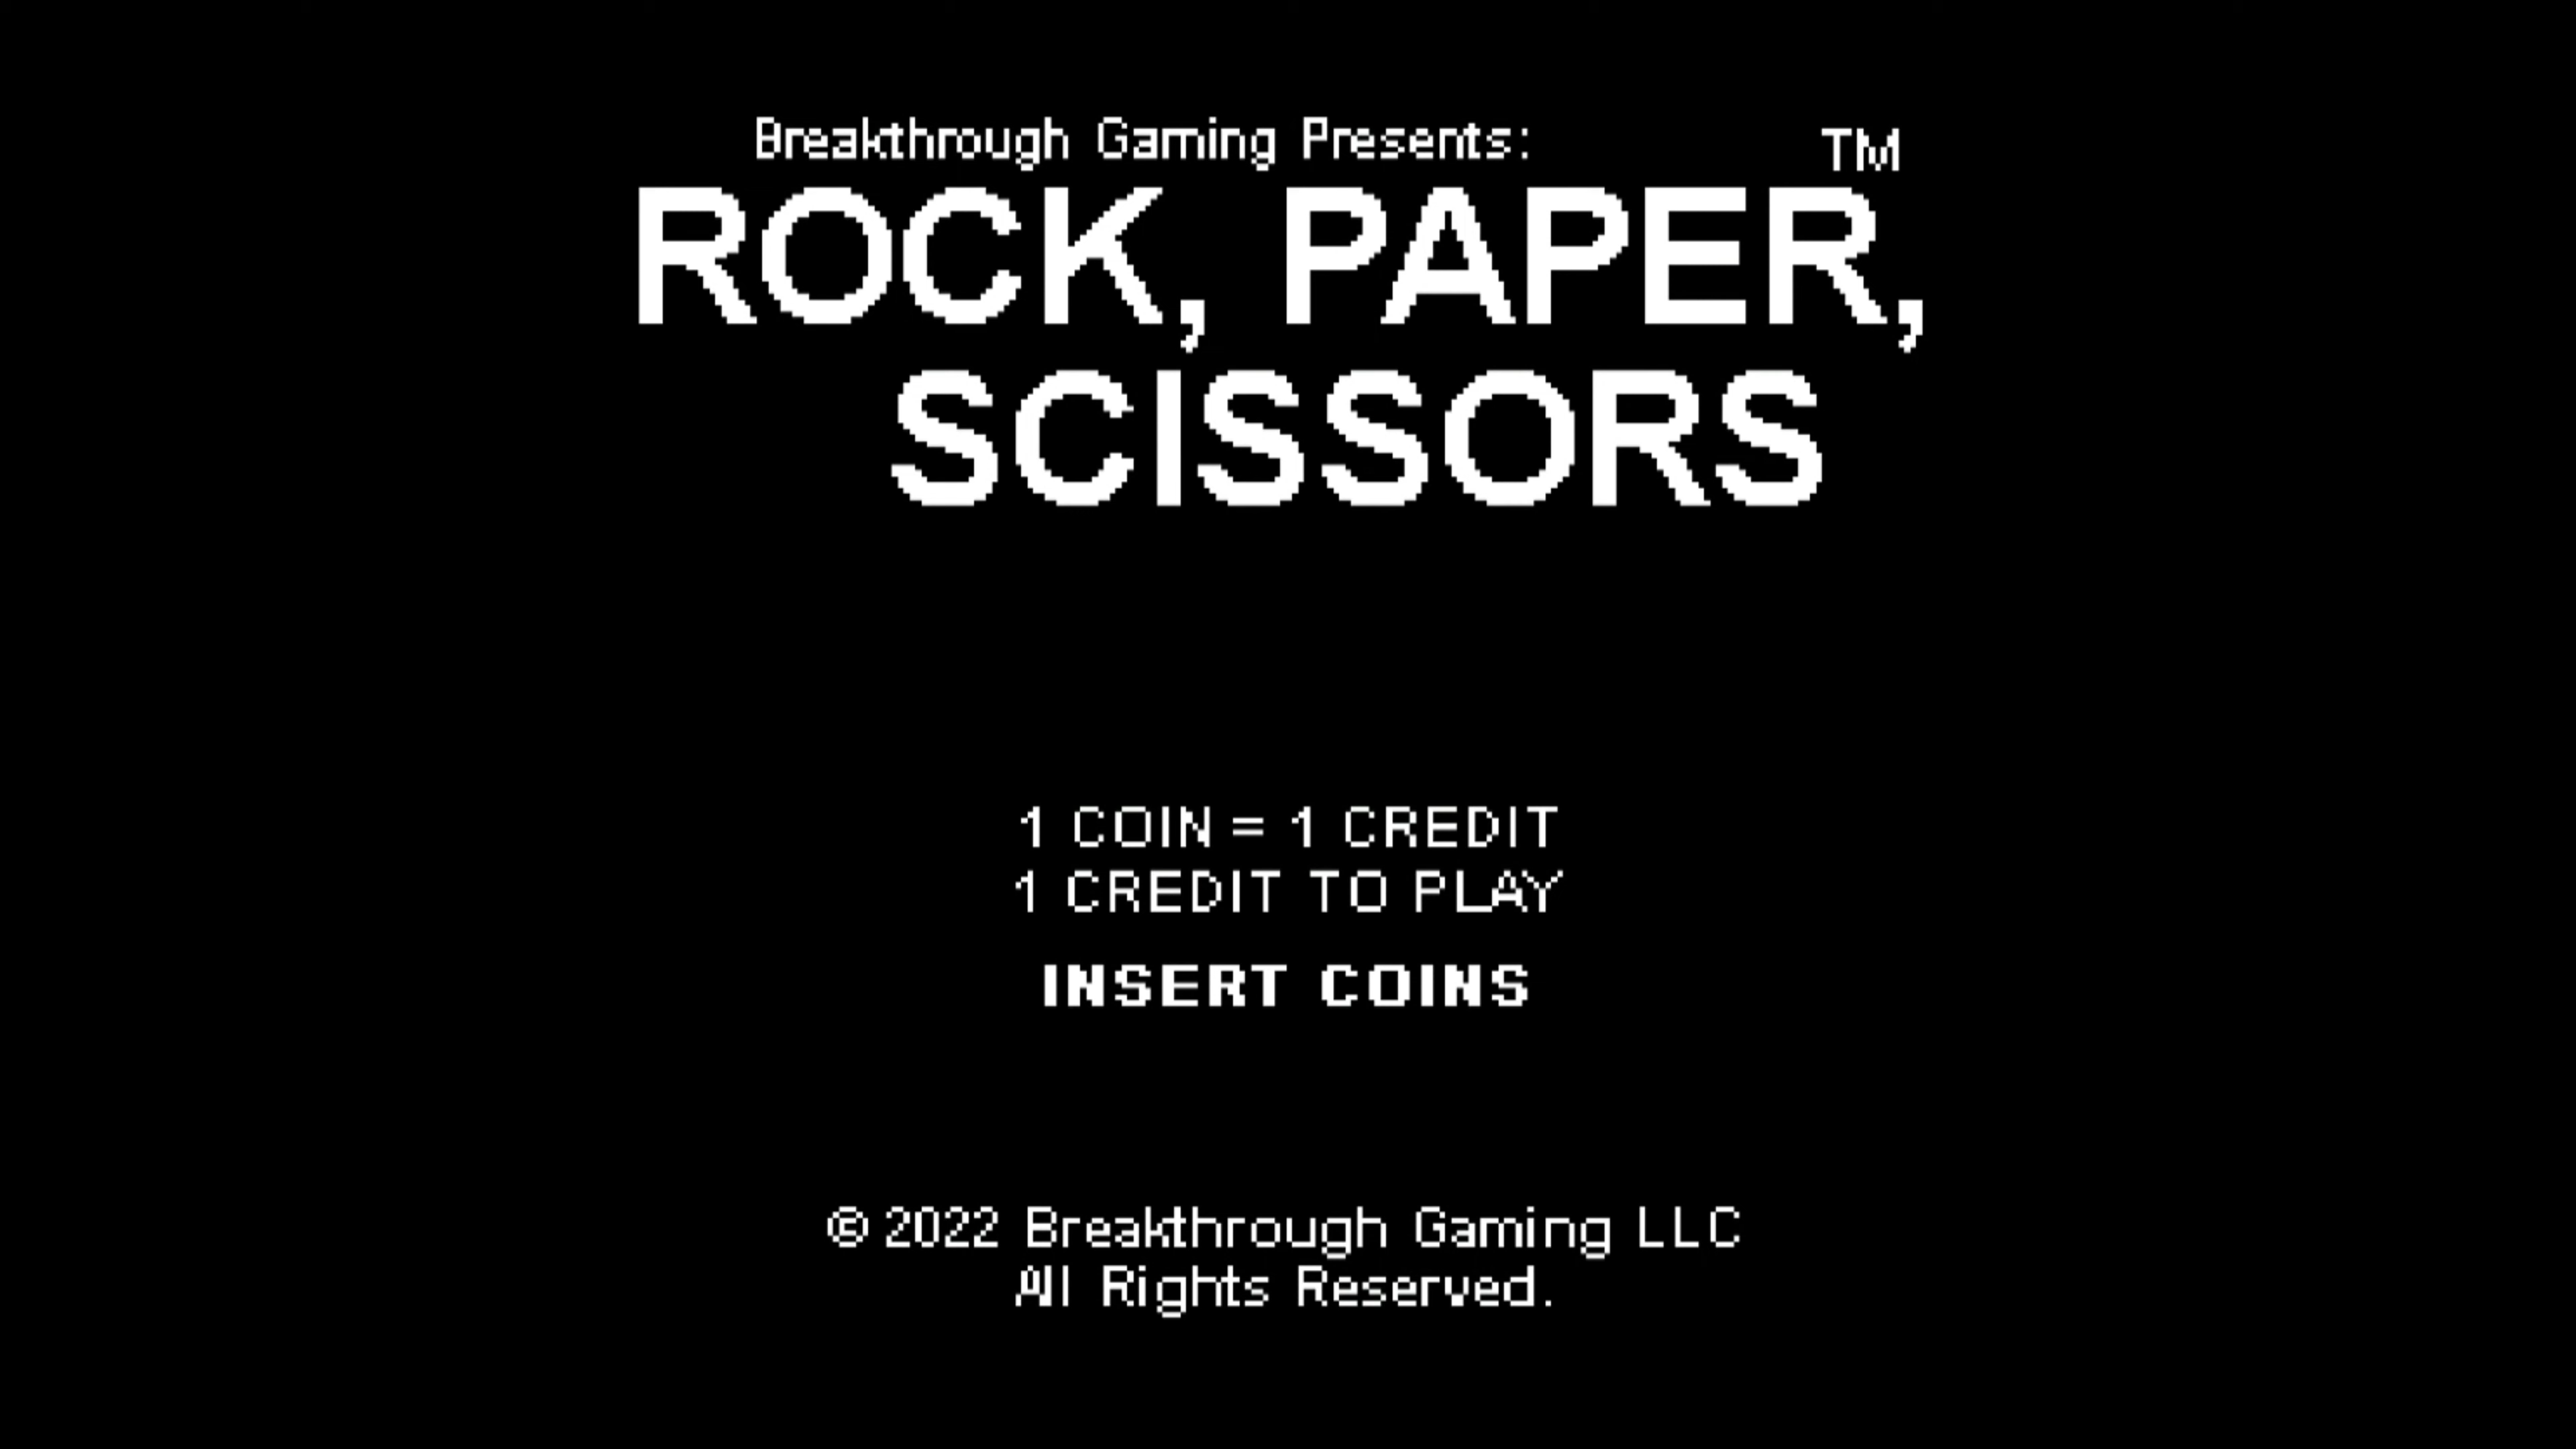 Breakthrough Gaming Presents:
ROCK, PAPER,™
SCISSORS
1 COIN = 1 CREDIT
1 CREDIT TO PLAY
INSERT COINS
© 2022 Breakthrough Gaming LLC
All Rights Reserved.